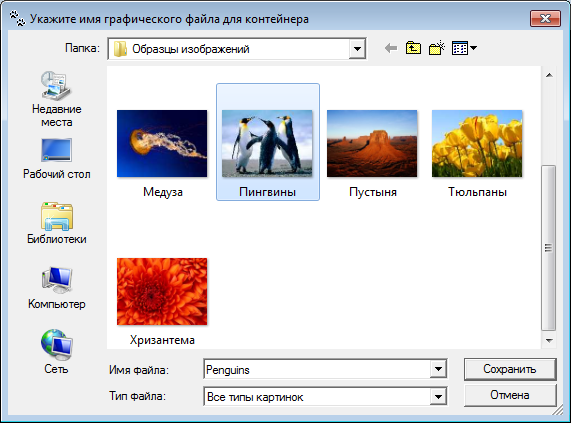 Укажите имя графического файла для контейнера
Папка:
Образцы изображений
Недавние
места
Рабочий стол
Библиотеки
Компьютер
Сеть
Медуза
Пингвины
Пустыня
Тюльпаны
Хризантема
Имя файла:
Penguins
Сохранить
Тип файла:
Все типы картинок
Отмена